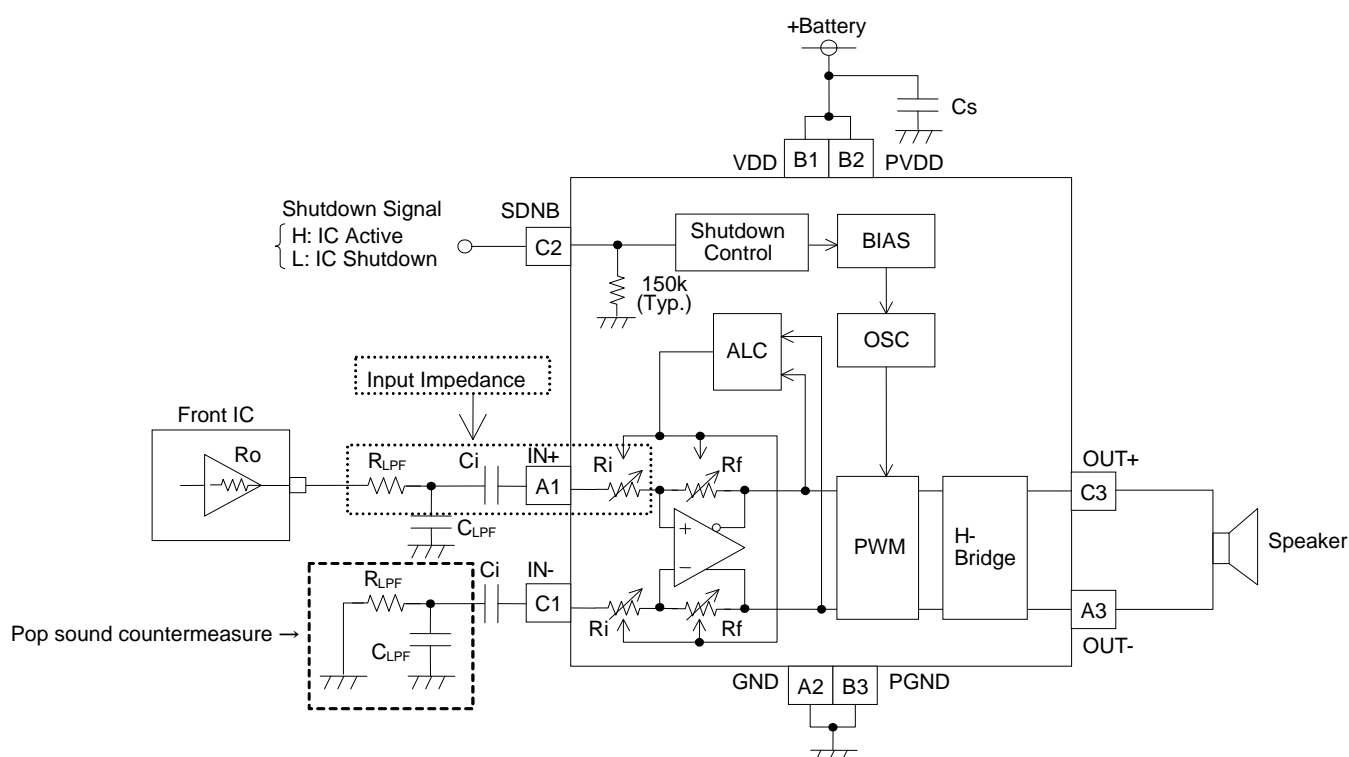 +Battery
Cs
VDD B1 B2 PVDD
Shutdown Signal
H: IC Active
L: IC Shutdown
SDNB
C2
Shutdown
Control
BIAS
150k
(Typ.)
ALC
OSC
Input Impedance
Front IC
Ro
RLPF
Ci
IN+
A1
Ri
Rf
OUT+
C3
CLPF
+
-
PWM
H-
Bridge
Speaker
RLPF
Ci
IN-
C1
Ri
Rf
A3
OUT-
Pop sound countermeasure →
CLPF
GND A2 B3 PGND